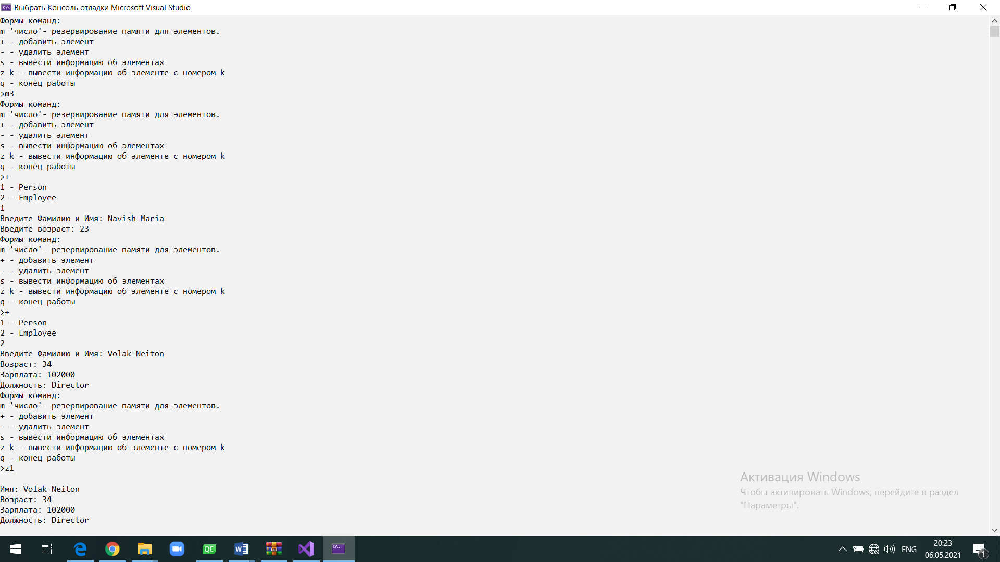 Выбрать Консоль отладки Microsoft Visual Studio
Формы команд:
m 'число'- резервирование памяти для элементов.
+ - добавить элемент
- - удалить элемент
s - вывести информацию об элементах
z k - вывести информацию об элементе с номером k
q - конец работы
>m3
Формы команд:
m 'число'- резервирование памяти для элементов.
+ - добавить элемент
- - удалить элемент
s - вывести информацию об элементах
z k - вывести информацию об элементе с номером k
q - конец работы
>+
1 - Person
2 - Employee
1
Введите Фамилию и Имя: Navish Maria
Введите возраст: 23
Формы команд:
m 'число'- резервирование памяти для элементов.
+ - добавить элемент
- - удалить элемент
s - вывести информацию об элементах
z k - вывести информацию об элементе с номером k
q - конец работы
>+
1 - Person
2 - Employee
2
Введите Фамилию и Имя: Volak Neiton
Возраст: 34
Зарплата: 102000
Должность: Director
Формы команд:
m 'число'- резервирование памяти для элементов.
+ - добавить элемент
- - удалить элемент
s - вывести информацию об элементах
z k - вывести информацию об элементе с номером k
q - конец работы
>z1
Имя: Volak Neiton
Возраст: 34
Зарплата: 102000
Должность: Director
Активация Windows
Чтобы активировать Windows, перейдите в раздел
"Параметры".
QC
ENG
20:23
06.05.2021
1